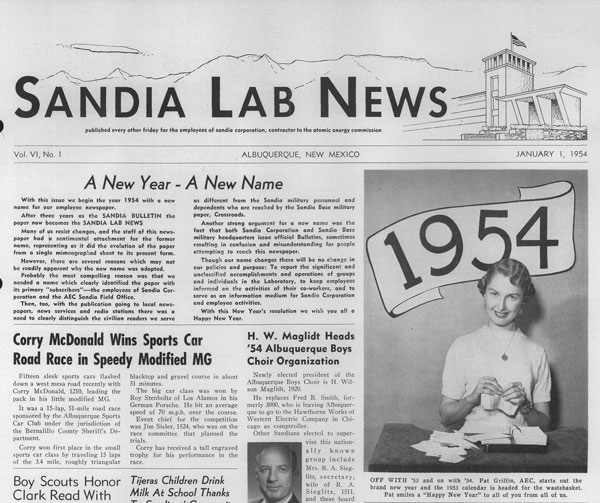 SANDIA LAB NEWS
published every other friday for the employees of sandia corporation, contractor to the atomic energy commission
Vol. VI, No. 1
ALBUQUERQUE, NEW MEXICO
JANUARY 1, 1954
A New Year - A New Name
With this issue we begin the year 1954 with a
new name for our employee newspaper.
After three years as the SANDIA BULLETIN the
paper now becomes the SANDIA LAB NEWS
Many of us resist changes, and the staff of this news-
paper had a sentimental attachment for the former
name, representing as it did the evolution of the paper
from a single mimeographed sheet to its present form.
However, there are several reasons which may not
be readily apparent why the new name was adopted.
Probably the most compelling reason was that we
needed a name which clearly identified the paper with
its primary "subscribers"—the employees of Sandia Cor-
poration and the AEC Sandia Field Office.
Then, too, with the publication going to local news-
papers, news services and radio stations there was a
need to clearly distinguish the civilian readers we serve
as different from the Sandia military personnel and
dependents who are reached by the Sandia Base military
paper, Crossroads.
Another strong argument for a new name was the
fact that both Sandia Corporation and Sandia Base
military headquarters issue official Bulletins, sometimes
resulting in confusion and misunderstanding for people
attempting to reach this newspaper.
Though our name changes there will be no change in
our policies and purpose: To report the significant and
unclassified accomplishments and operations of groups
and individuals in the Laboratory, to keep employees
informed on the activities of their co-workers, and to
serve as an information medium for Sandia Corporation
and employee activities.
With this New Year's resolution we wish you all a
Happy New Year.
1954
Corry McDonald Wins Sports Car
Road Race in Speedy Modified MG
Fifteen sleek sports cars flashed
down a west mesa road recently with
Corry McDonald, 1210, leading the
pack in his little modified MG.
It was a 15-lap, 51-mile road race
sponsored by the Albuquerque Sports
Car Club under the jurisdiction of
the Bernalillo County Sheriff's De-
partment.
Corry won first place in the small
sports car class by traveling 15 laps
of the 3.4 mile, roughly triangular
blacktop and gravel course in about
51 minutes.
The big car class was won by
Roy Stenholtz of Los Alamos in his
German Porsche. He hit an average
speed of 70 m.p.h. over the course.
Event chief for the competition
was Jim Sisler, 1524, who was on the
race committee that planned the
trials.
Corry has received a tall engraved
trophy for his performance in the
race.
H. W. Maglidt Heads
'54 Albuquerque Boys
Choir Organization
Newly elected president of the
Albuquerque Boys Choir is H. Wil-
son Maglidt, 1920.
He replaces Fred B. Smith, for-
merly 3000, who is leaving Albuquer-
que to go to the Hawthorne Works of
Western Electric Company in Chi-
cago as comptroller.
Other Sandians elected to super-
vise this nation-
ally known
group include
Mrs. R. A. Sieg-
litz, secretary,
wife of R. A.
Sieglitz, 1511,
and these board
Boy Scouts Honor
Clark Read With
Tijeras Children Drink
Milk At School Thanks
OFF WITH '53 and on with '54. Pat Griffin, AEC, starts out the
brand new year and the 1953 calendar is headed for the wastebasket.
Pat smiles a "Happy New Year" to all of you from all of us.